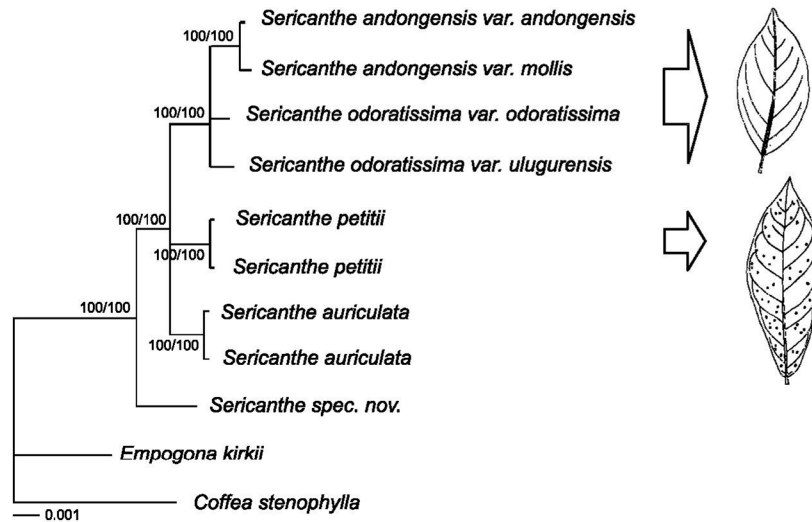 Sericanthe andongensis var. andongensis
100/100
Sericanthe andongensis var. mollis
100/100
Sericanthe odoratissima var. odoratissima
Sericanthe odoratissima var. ulugurensis
100/100
Sericanthe petitii
100/100
Sericanthe petitii
100/100
Sericanthe auriculata
100/100
Sericanthe auriculata
Sericanthe spec. nov.
Empogona kirkii
Coffea stenophylla
0.001